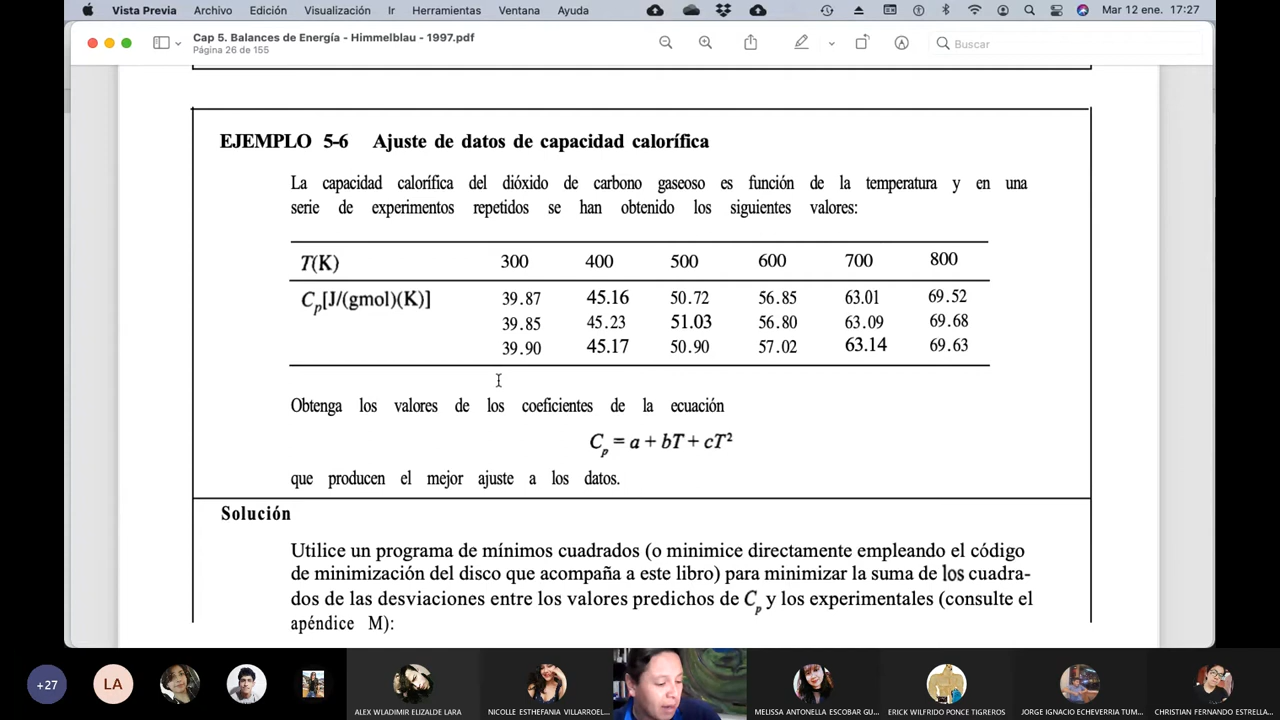 Vista Previa Archivo Edición Visualización Ir Herramientas Ventana Ayuda Mar 12 ene. 17:27
Cap 5. Balances de Energía - Himmelblau - 1997.pdf
Página 26 de 155
Buscar
EJEMPLO 5-6 Ajuste de datos de capacidad calorífica
La capacidad calorífica del dióxido de carbono gaseoso es función de la temperatura y en una
serie de experimentos repetidos se han obtenido los siguientes valores:
T(K) 300 400 500 600 700 800
Cp[J/(gmol)(K)] 39.87 45.16 50.72 56.85 63.01 69.52
39.85 45.23 51.03 56.80 63.09 69.68
39.90 45.17 50.90 57.02 63.14 69.63
Obtenga los valores de los coeficientes de la ecuación
Cp = a + bT + cT²
que producen el mejor ajuste a los datos.
Solución
Utilice un programa de mínimos cuadrados (o minimice directamente empleando el código
de minimización del disco que acompaña a este libro) para minimizar la suma de los cuadra-
dos de las desviaciones entre los valores predichos de Cp y los experimentales (consulte el
apéndice M):
+27 LA
ALEX WLADIMIR ELIZALDE LARA NICOLLE ESTHEFANIA VILLARROEL... MELISSA ANTONELLA ESCOBAR GU... ERICK WILFRIDO PONCE TIGREROS JORGE IGNACIO ECHEVERRIA TUM... CHRISTIAN FERNANDO ESTRELLA...